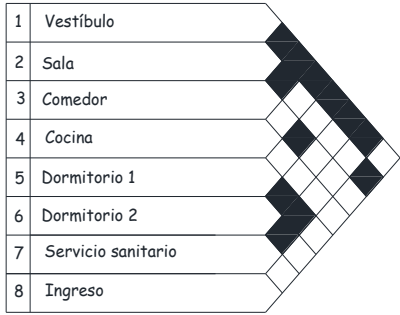 1 Vestíbulo
2 Sala
3 Comedor
4 Cocina
5 Dormitorio 1
6 Dormitorio 2
7 Servicio sanitario
8 Ingreso